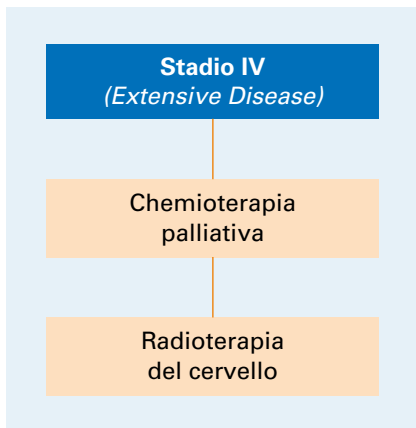 Stadio IV
(Extensive Disease)
Chemioterapia
palliativa
Radioterapia
del cervello